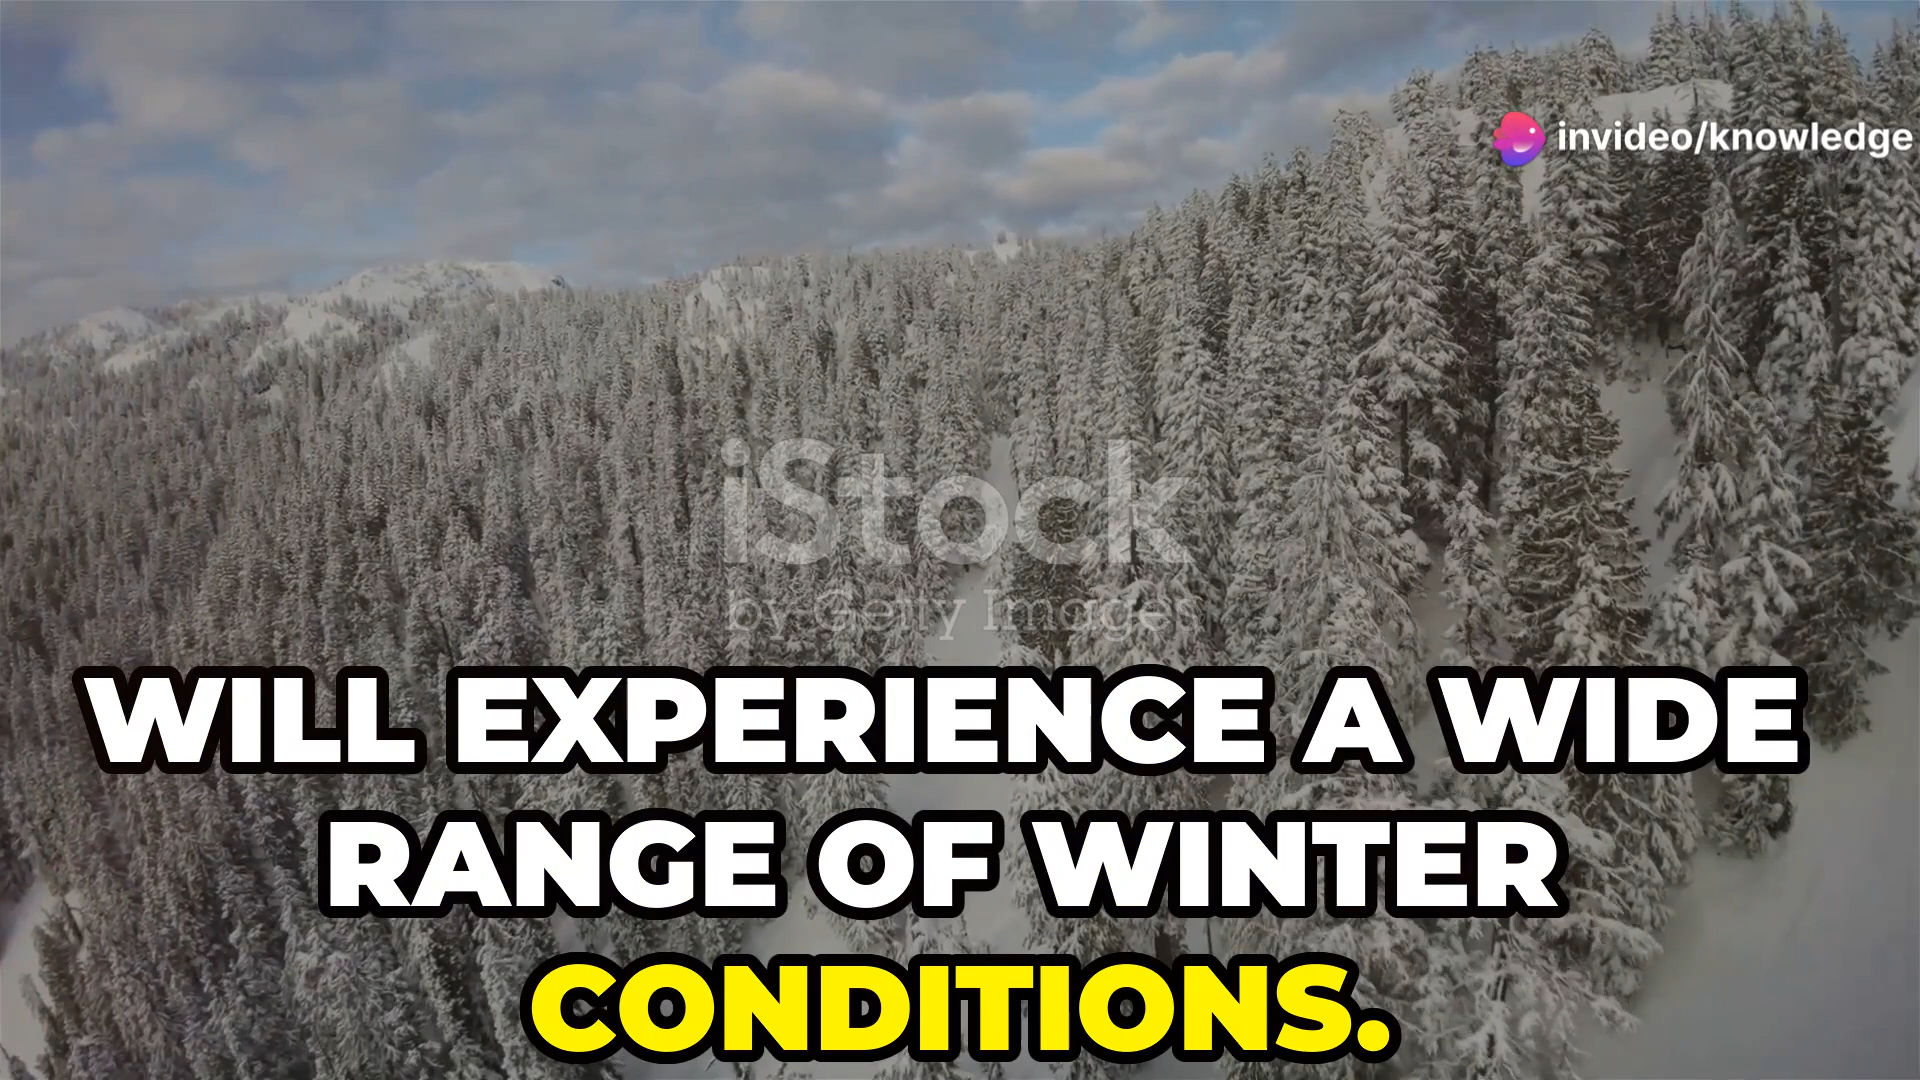 invideo/knowledge
iStock
by Getty Images
WILL EXPERIENCE A WIDE
RANGE OF WINTER
CONDITIONS.